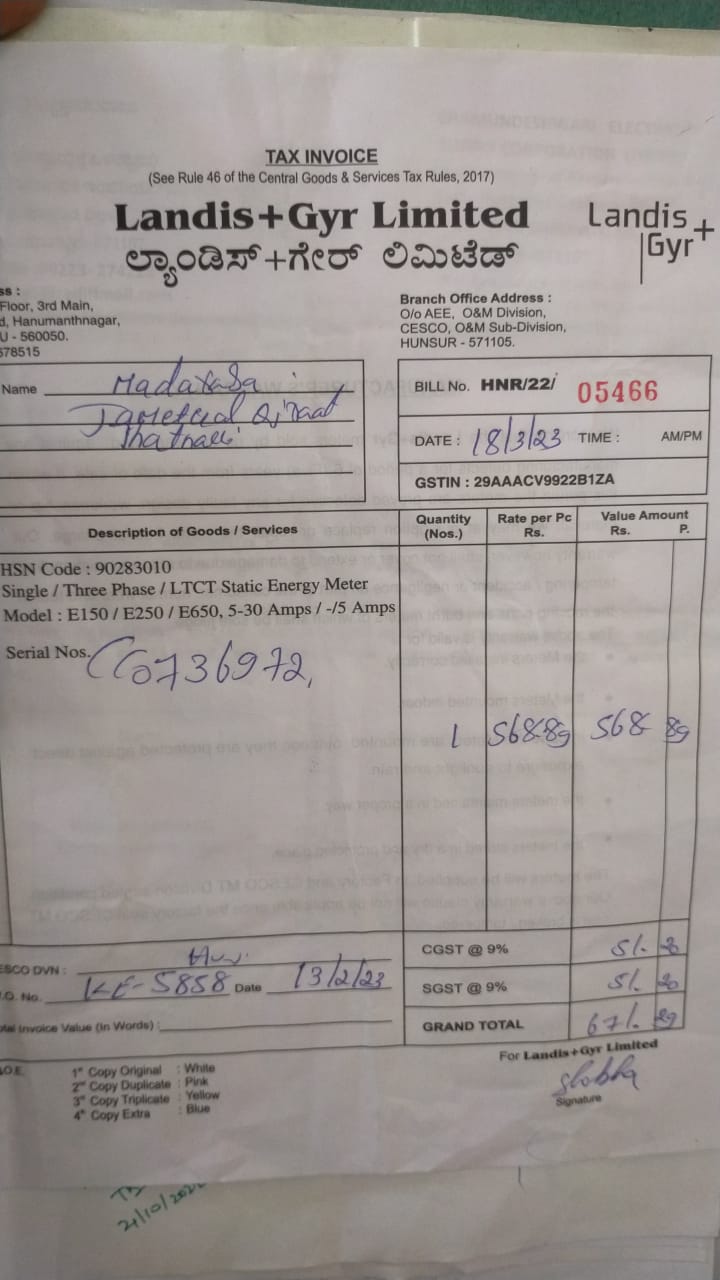 TAX INVOICE
(See Rule 46 of the Central Goods & Services Tax Rules, 2017)
Landis+Gyr Limited
ಲ್ಯಾಂಡಿಸ್+ಗೇರ್ ಲಿಮಿಟೆಡ್
Landis+
Gyr
ss :
Floor, 3rd Main,
d, Hanumanthnagar,
U - 560050.
578515
Branch Office Address :
O/o AEE, O&M Division,
CESCO, O&M Sub-Division,
HUNSUR - 571105.
Name Madarasa
BILL No. HNR/22/ 05466
DATE : 18/3/23 TIME : AM/PM
GSTIN : 29AAACV9922B1ZA
Description of Goods / Services
Quantity (Nos.)
Rate per Pc Rs.
Value Amount Rs. P.
HSN Code : 90283010
Single / Three Phase / LTCT Static Energy Meter
Model : E150 / E250 / E650, 5-30 Amps / -/5 Amps
Serial Nos. 0736972,
1 568.89 568 89
CGST @ 9% 51. 20
SGST @ 9% 51. 20
GRAND TOTAL 671. 29
ESCO DVN :
.O. No. KE-5858 Date 13/2/23
tal Invoice Value (in Words) :
For Landis+Gyr Limited
Shobha
Signature
.O.E.
1st Copy Original : White
2nd Copy Duplicate : Pink
3rd Copy Triplicate : Yellow
4th Copy Extra : Blue